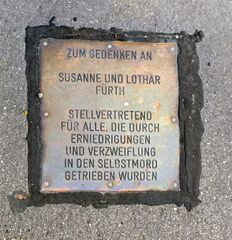 ZUM GEDENKEN AN
SUSANNE UND LOTHAR
FÜRTH
STELLVERTRETEND
FÜR ALLE, DIE DURCH
ERNIEDRIGUNGEN
UND VERZWEIFLUNG
IN DEN SELBSTMORD
GETRIEBEN WURDEN